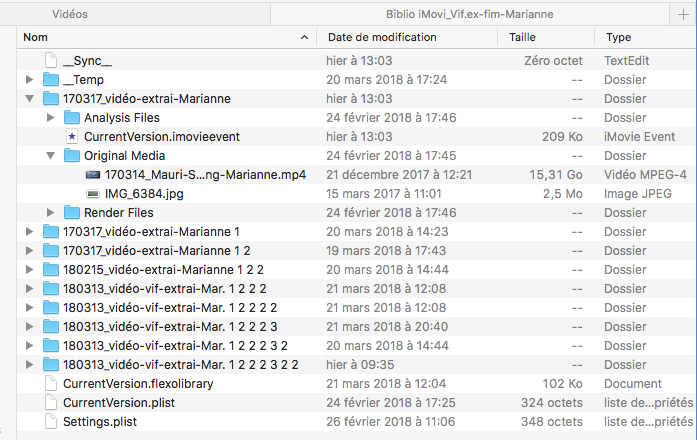 Vidéos Biblio iMovi_Vif.ex-fim-Marianne
Nom Date de modification Taille Type
__Sync__ hier à 13:03 Zéro octet TextEdit
__Temp 20 mars 2018 à 17:24 -- Dossier
170317_vidéo-extrai-Marianne hier à 13:03 -- Dossier
Analysis Files 24 février 2018 à 17:46 -- Dossier
CurrentVersion.imovieevent hier à 13:03 209 Ko iMovie Event
Original Media 24 février 2018 à 17:45 -- Dossier
170314_Mauri-S...ng-Marianne.mp4 21 décembre 2017 à 12:21 15,31 Go Vidéo MPEG-4
IMG_6384.jpg 15 mars 2017 à 11:01 2,5 Mo Image JPEG
Render Files 24 février 2018 à 17:46 -- Dossier
170317_vidéo-extrai-Marianne 1 20 mars 2018 à 14:23 -- Dossier
170317_vidéo-extrai-Marianne 1 2 19 mars 2018 à 17:43 -- Dossier
180215_vidéo-extrai-Marianne 1 2 2 20 mars 2018 à 14:44 -- Dossier
180313_vidéo-vif-extrai-Mar. 1 2 2 2 21 mars 2018 à 12:08 -- Dossier
180313_vidéo-vif-extrai-Mar. 1 2 2 2 2 21 mars 2018 à 12:08 -- Dossier
180313_vidéo-vif-extrai-Mar. 1 2 2 2 3 21 mars 2018 à 20:40 -- Dossier
180313_vidéo-vif-extrai-Mar. 1 2 2 2 3 2 20 mars 2018 à 14:44 -- Dossier
180313_vidéo-vif-extrai-Mar. 1 2 2 2 3 2 2 hier à 09:35 -- Dossier
CurrentVersion.flexolibrary 21 mars 2018 à 12:04 102 Ko Document
CurrentVersion.plist 24 février 2018 à 17:25 324 octets liste de...priétés
Settings.plist 26 février 2018 à 11:06 348 octets liste de...priétés